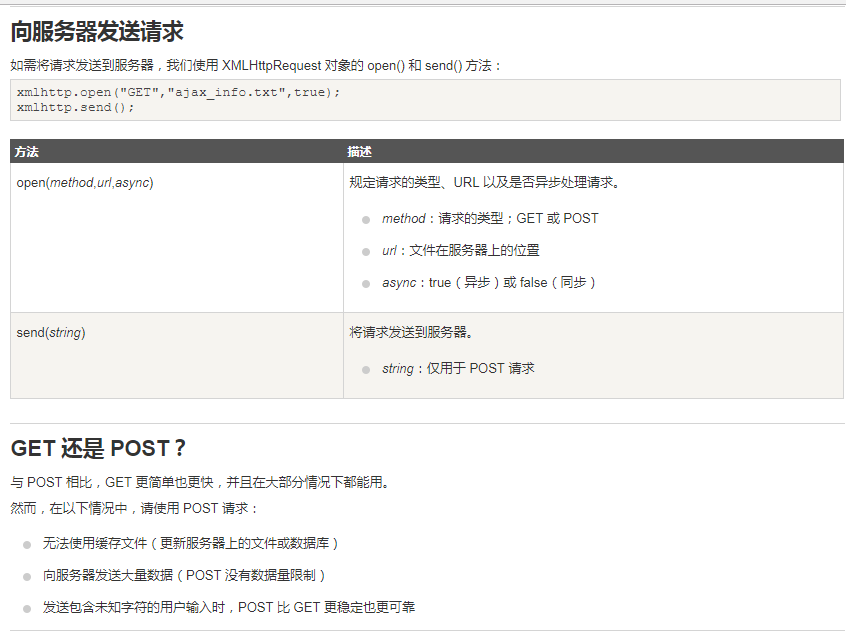 向服务器发送请求
如需将请求发送到服务器，我们使用 XMLHttpRequest 对象的 open() 和 send() 方法：
xmlhttp.open("GET","ajax_info.txt",true);
xmlhttp.send();
方法 描述
open(method,url,async) 规定请求的类型、URL 以及是否异步处理请求。
method：请求的类型；GET 或 POST
url：文件在服务器上的位置
async：true（异步）或 false（同步）
send(string) 将请求发送到服务器。
string：仅用于 POST 请求
GET 还是 POST？
与 POST 相比，GET 更简单也更快，并且在大部分情况下都能用。
然而，在以下情况中，请使用 POST 请求：
无法使用缓存文件（更新服务器上的文件或数据库）
向服务器发送大量数据（POST 没有数据量限制）
发送包含未知字符的用户输入时，POST 比 GET 更稳定也更可靠